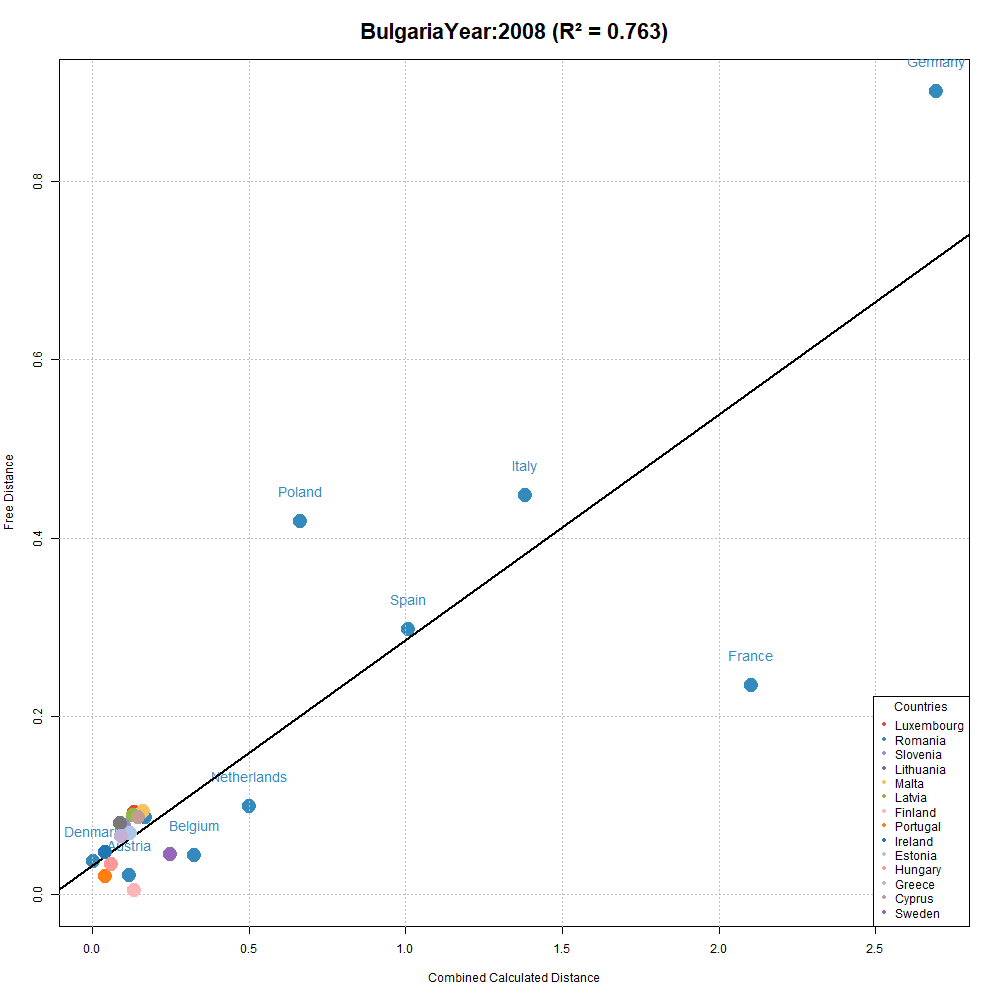 BulgariaYear:2008 (R² = 0.763)
Germany
0.8
0.6
Italy
Poland
Free Distance
0.4
Spain
France
0.2
Netherlands
Belgium
Denmark
Austria
0.0
Countries
Luxembourg
Romania
Slovenia
Lithuania
Malta
Latvia
Finland
Portugal
Ireland
Estonia
Hungary
Greece
Cyprus
Sweden
0.0 0.5 1.0 1.5 2.0 2.5
Combined Calculated Distance